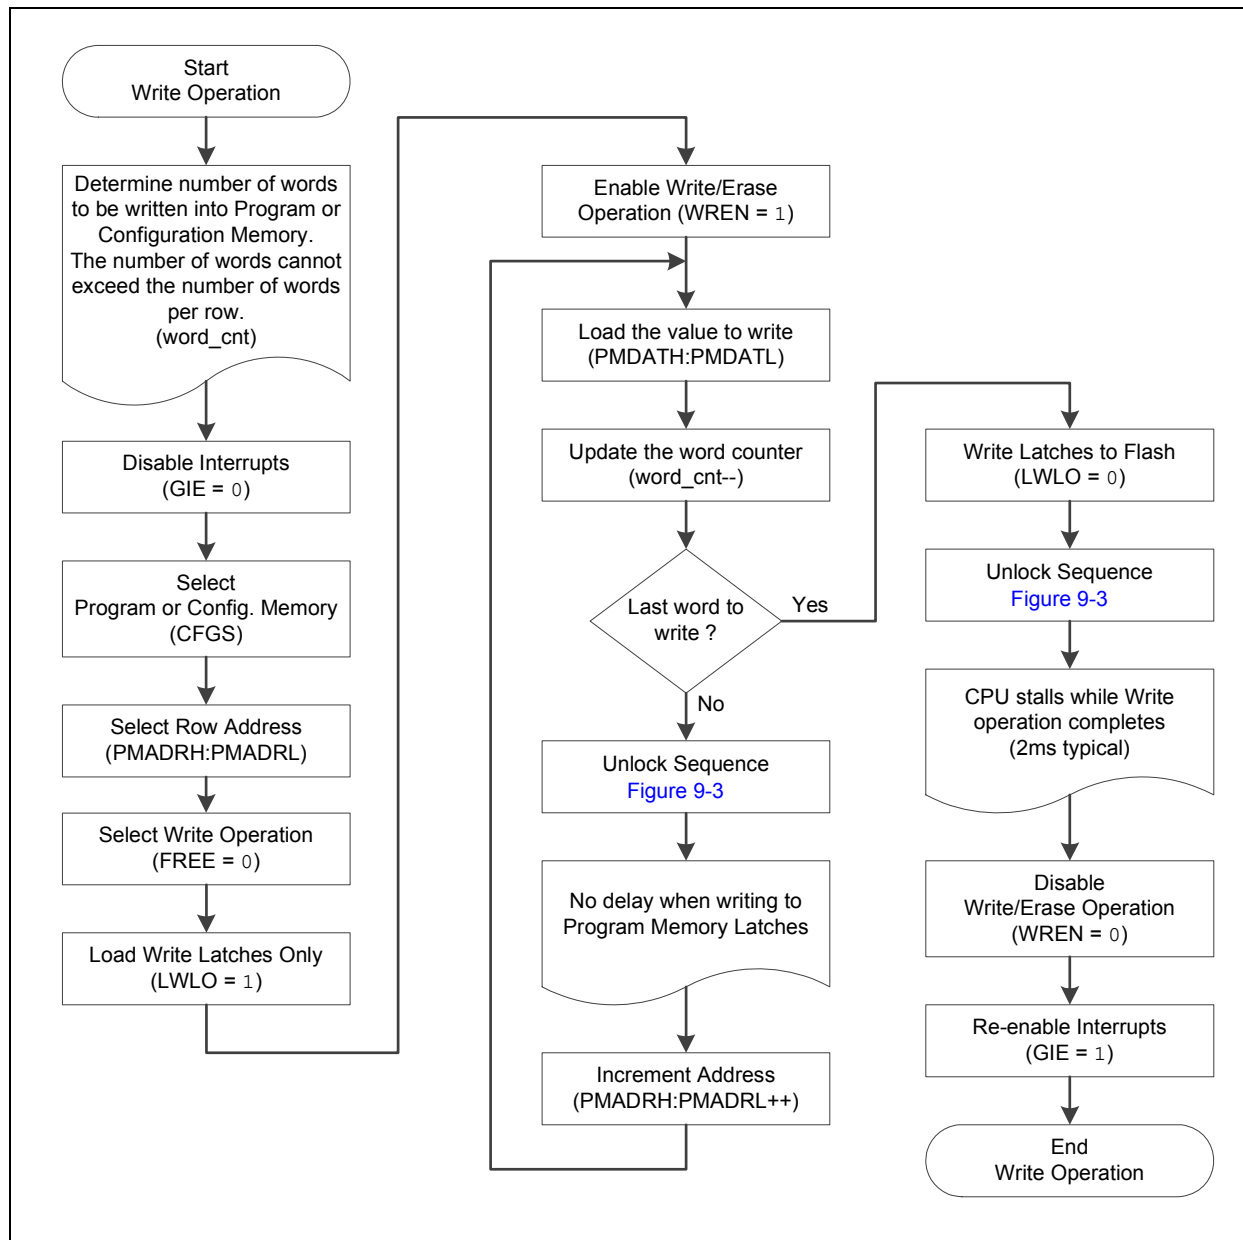 Start
Write Operation
Determine number of words
to be written into Program or
Configuration Memory.
The number of words cannot
exceed the number of words
per row.
(word_cnt)
Disable Interrupts
(GIE = 0)
Select
Program or Config. Memory
(CFGS)
Select Row Address
(PMADRH:PMADRL)
Select Write Operation
(FREE = 0)
Load Write Latches Only
(LWLO = 1)
Enable Write/Erase
Operation (WREN = 1)
Load the value to write
(PMDATH:PMDATL)
Update the word counter
(word_cnt--)
Last word to
write ?
Yes
No
Unlock Sequence
Figure 9-3
No delay when writing to
Program Memory Latches
Increment Address
(PMADRH:PMADRL++)
Write Latches to Flash
(LWLO = 0)
Unlock Sequence
Figure 9-3
CPU stalls while Write
operation completes
(2ms typical)
Disable
Write/Erase Operation
(WREN = 0)
Re-enable Interrupts
(GIE = 1)
End
Write Operation